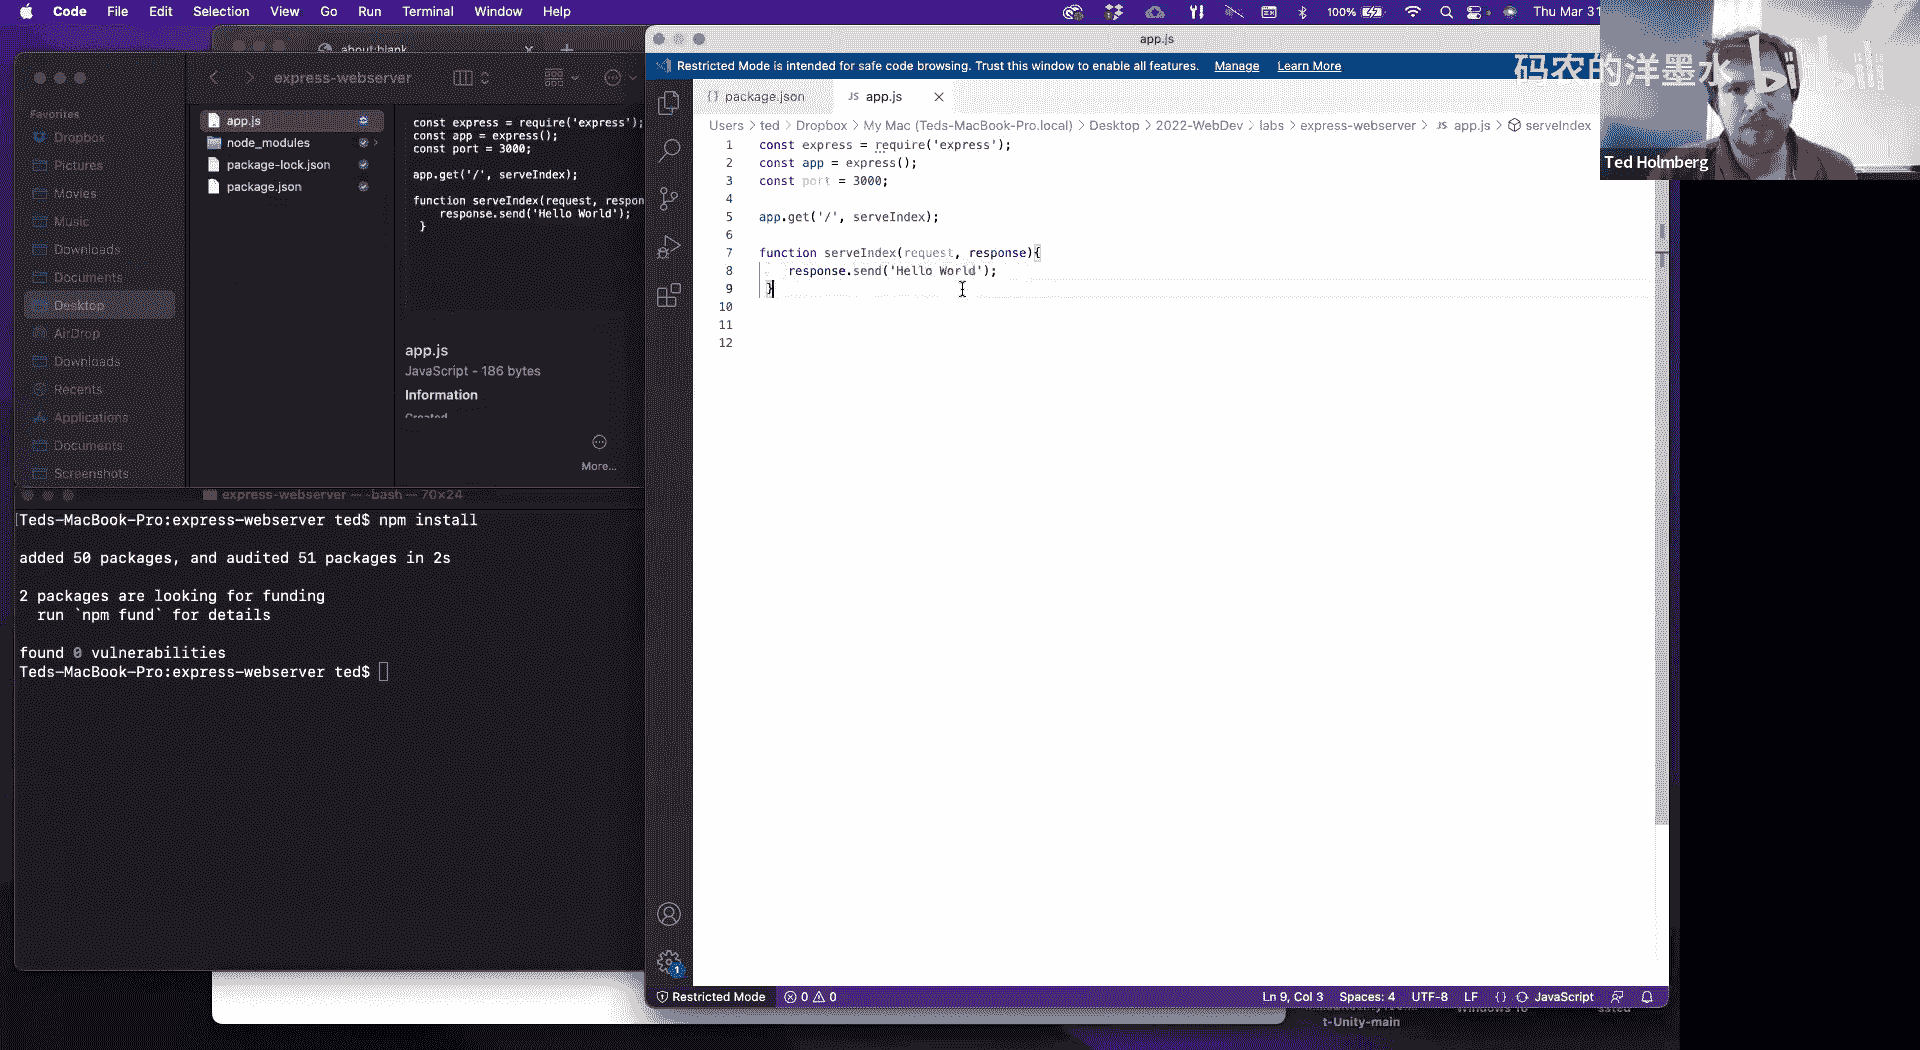 Code File Edit Selection View Go Run Terminal Window Help
100%
Thu Mar 31
about:blank
express-webserver
Favorites
Dropbox
Pictures
Movies
Music
Downloads
Documents
Desktop
AirDrop
Downloads
Recents
Applications
Documents
Screenshots
app.js
node_modules
package-lock.json
package.json
const express = require('express');
const app = express();
const port = 3000;
app.get('/', serveIndex);
function serveIndex(request, respon
response.send('Hello World');
}
app.js
JavaScript - 186 bytes
Information
Created
More...
express-webserver — -bash — 70×24
Teds-MacBook-Pro:express-webserver ted$ npm install
added 50 packages, and audited 51 packages in 2s
2 packages are looking for funding
run `npm fund` for details
found 0 vulnerabilities
Teds-MacBook-Pro:express-webserver ted$
app.js
Restricted Mode is intended for safe code browsing. Trust this window to enable all features. Manage Learn More
{} package.json
JS app.js
Users > ted > Dropbox > My Mac (Teds-MacBook-Pro.local) > Desktop > 2022-WebDev > labs > express-webserver > JS app.js > serveIndex
1 const express = require('express');
2 const app = express();
3 const port = 3000;
4
5 app.get('/', serveIndex);
6
7 function serveIndex(request, response){
8 response.send('Hello World');
9 }
10
11
12
1
Restricted Mode 0 0
Ln 9, Col 3 Spaces: 4 UTF-8 LF {} JavaScript
t-Unity-main
码农的洋墨水 bilibili
Ted Holmberg